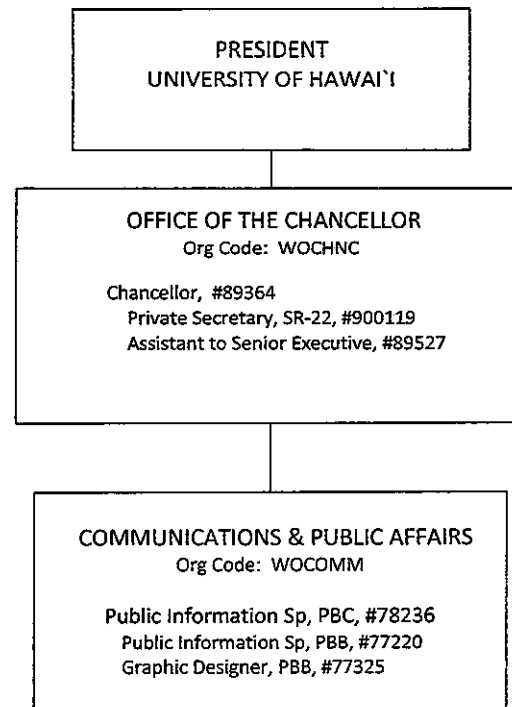 PRESIDENT
UNIVERSITY OF HAWAI`I
OFFICE OF THE CHANCELLOR
Org Code: WOCHNC
Chancellor, #89364
Private Secretary, SR-22, #900119
Assistant to Senior Executive, #89527
COMMUNICATIONS & PUBLIC AFFAIRS
Org Code: WOCOMM
Public Information Sp, PBC, #78236
Public Information Sp, PBB, #77220
Graphic Designer, PBB, #77325